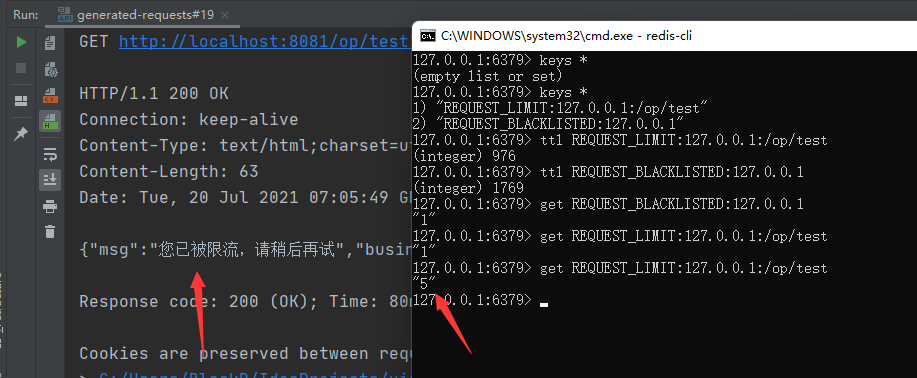 Run: generated-requests#19
GET http://localhost:8081/op/test
HTTP/1.1 200 OK
Connection: keep-alive
Content-Type: text/html;charset=u
Content-Length: 63
Date: Tue, 20 Jul 2021 07:05:49 G
{"msg":"您已被限流，请稍后再试","busin
Response code: 200 (OK); Time: 80m
Cookies are preserved between requ
C:\WINDOWS\system32\cmd.exe - redis-cli
127.0.0.1:6379> keys *
(empty list or set)
127.0.0.1:6379> keys *
1) "REQUEST_LIMIT:127.0.0.1:/op/test"
2) "REQUEST_BLACKLISTED:127.0.0.1"
127.0.0.1:6379> ttl REQUEST_LIMIT:127.0.0.1:/op/test
(integer) 976
127.0.0.1:6379> ttl REQUEST_BLACKLISTED:127.0.0.1
(integer) 1769
127.0.0.1:6379> get REQUEST_BLACKLISTED:127.0.0.1
"1"
127.0.0.1:6379> get REQUEST_LIMIT:127.0.0.1:/op/test
"1"
127.0.0.1:6379> get REQUEST_LIMIT:127.0.0.1:/op/test
"5"
127.0.0.1:6379>